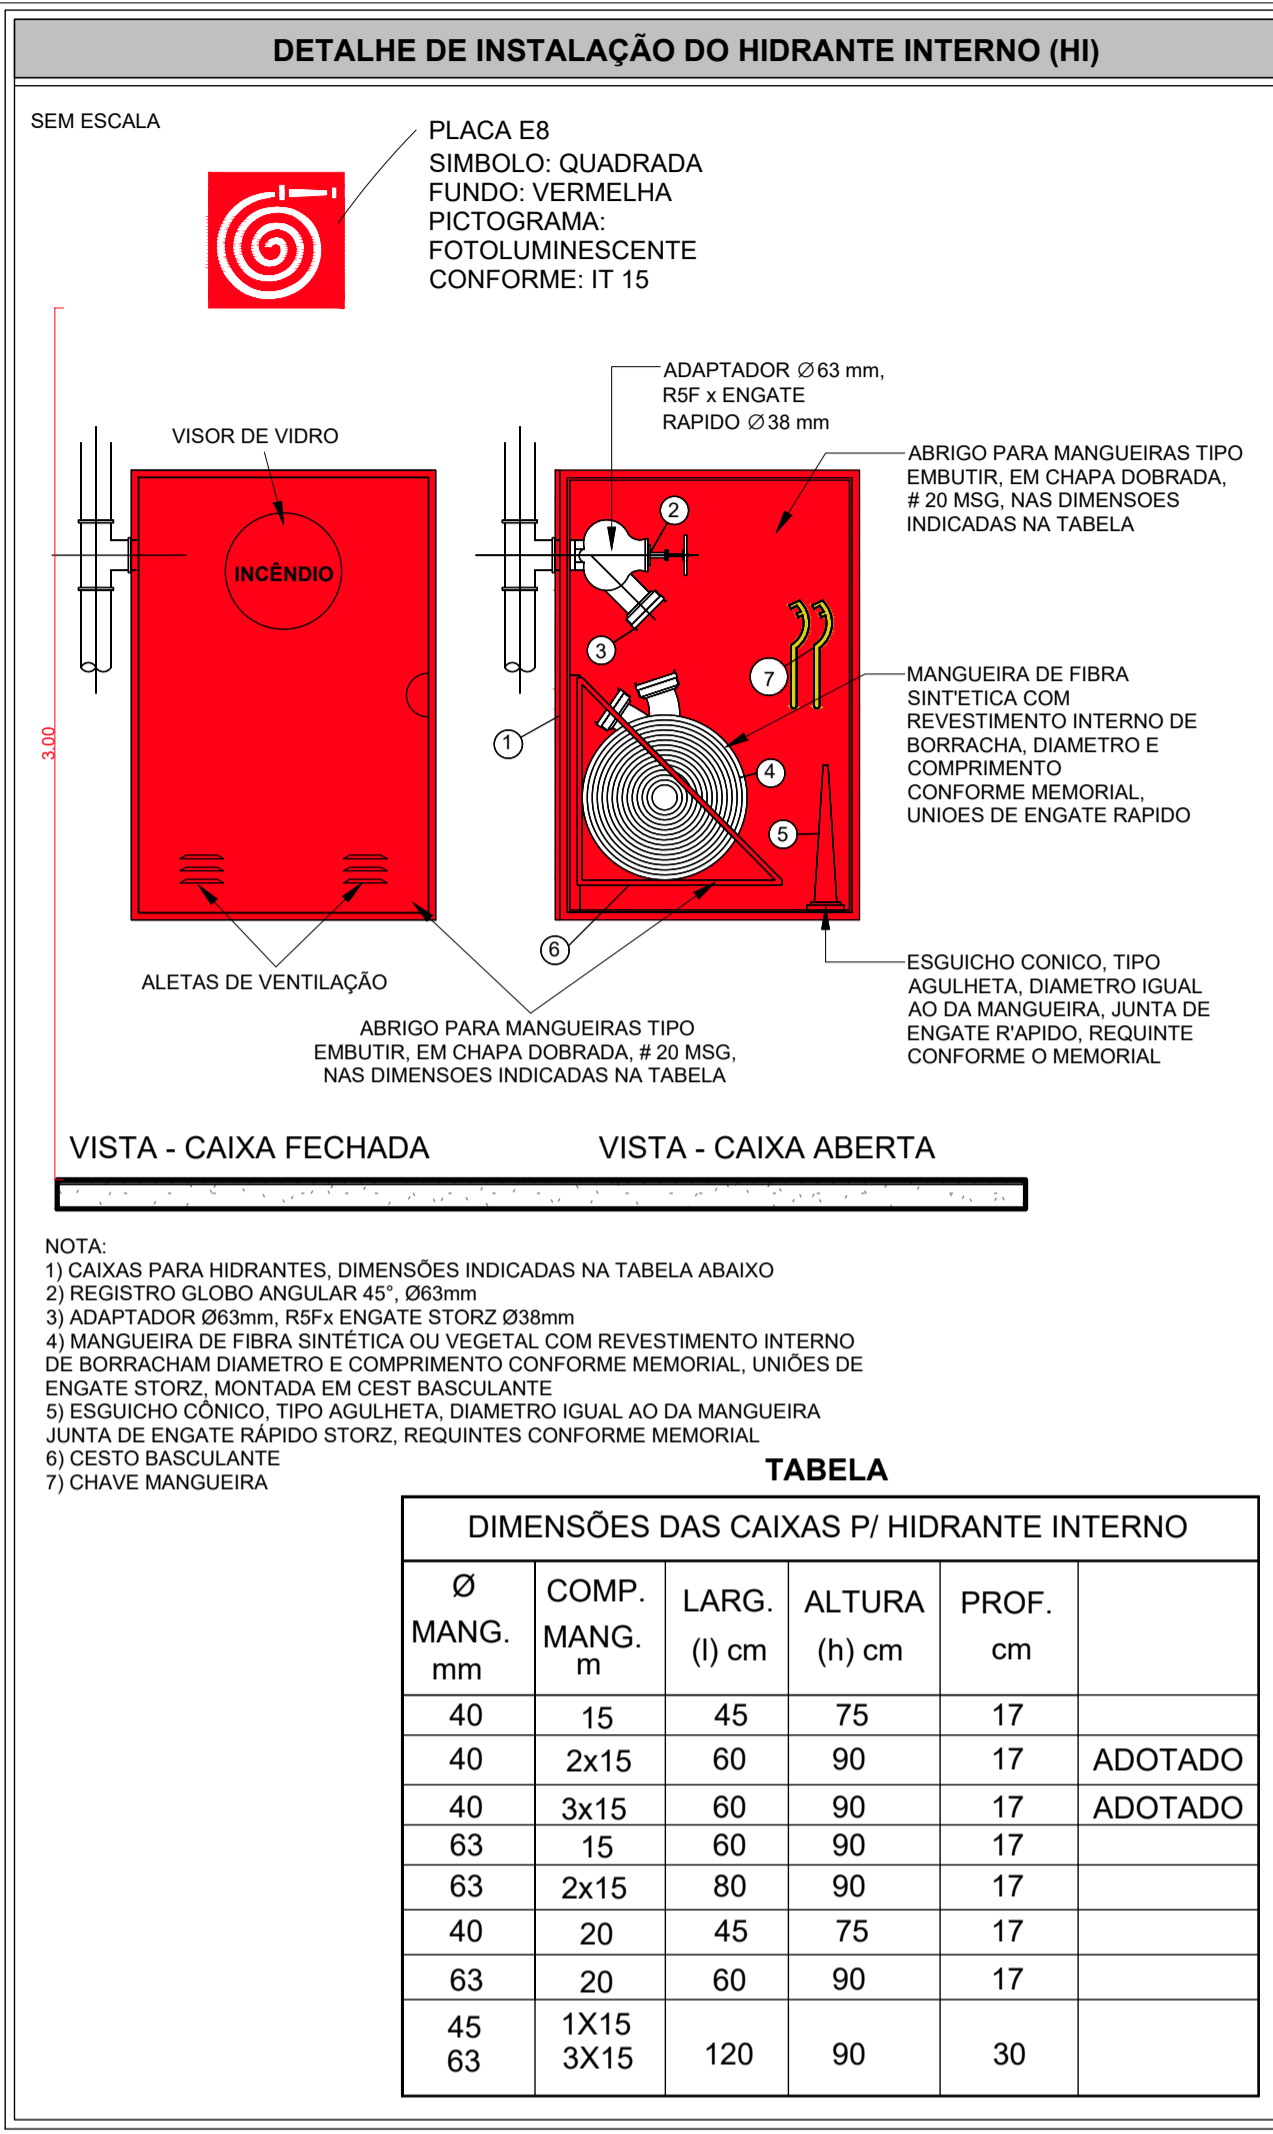 DETALHE DE INSTALAÇÃO DO HIDRANTE INTERNO (HI)
SEM ESCALA
PLACA E8
SIMBOLO: QUADRADA
FUNDO: VERMELHA
PICTOGRAMA:
FOTOLUMINESCENTE
CONFORME: IT 15
3.00
VISOR DE VIDRO
INCÊNDIO
ADAPTADOR Ø63 mm,
R5F x ENGATE
RAPIDO Ø38 mm
ABRIGO PARA MANGUEIRAS TIPO
EMBUTIR, EM CHAPA DOBRADA,
# 20 MSG, NAS DIMENSOES
INDICADAS NA TABELA
2
3
7
1
4
5
6
MANGUEIRA DE FIBRA
SINT'ETICA COM
REVESTIMENTO INTERNO DE
BORRACHA, DIAMETRO E
COMPRIMENTO
CONFORME MEMORIAL,
UNIOES DE ENGATE RAPIDO
ALETAS DE VENTILAÇÃO
ABRIGO PARA MANGUEIRAS TIPO
EMBUTIR, EM CHAPA DOBRADA, # 20 MSG,
NAS DIMENSOES INDICADAS NA TABELA
ESGUICHO CONICO, TIPO
AGULHETA, DIAMETRO IGUAL
AO DA MANGUEIRA, JUNTA DE
ENGATE R'APIDO, REQUINTE
CONFORME O MEMORIAL
VISTA - CAIXA FECHADA
VISTA - CAIXA ABERTA
NOTA:
1) CAIXAS PARA HIDRANTES, DIMENSÕES INDICADAS NA TABELA ABAIXO
2) REGISTRO GLOBO ANGULAR 45°, Ø63mm
3) ADAPTADOR Ø63mm, R5Fx ENGATE STORZ Ø38mm
4) MANGUEIRA DE FIBRA SINTÉTICA OU VEGETAL COM REVESTIMENTO INTERNO
DE BORRACHAM DIAMETRO E COMPRIMENTO CONFORME MEMORIAL, UNIÕES DE
ENGATE STORZ, MONTADA EM CEST BASCULANTE
5) ESGUICHO CÔNICO, TIPO AGULHETA, DIAMETRO IGUAL AO DA MANGUEIRA
JUNTA DE ENGATE RÁPIDO STORZ, REQUINTES CONFORME MEMORIAL
6) CESTO BASCULANTE
7) CHAVE MANGUEIRA
TABELA
DIMENSÕES DAS CAIXAS P/ HIDRANTE INTERNO
Ø MANG. mm COMP. MANG. m LARG. (l) cm ALTURA (h) cm PROF. cm
40 15 45 75 17
40 2x15 60 90 17 ADOTADO
40 3x15 60 90 17 ADOTADO
63 15 60 90 17
63 2x15 80 90 17
40 20 45 75 17
63 20 60 90 17
45 1X15
63 3X15 120 90 30